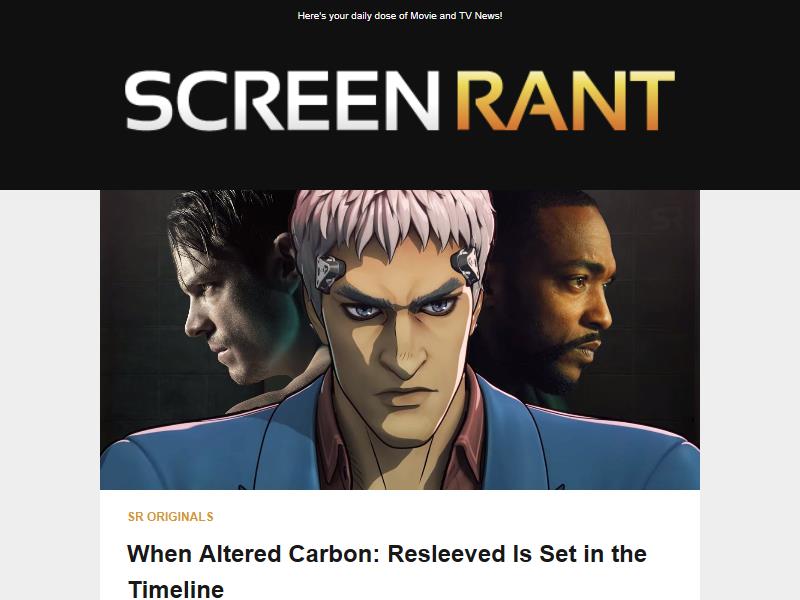 Here's your daily dose of Movie and TV News!
SCREEN RANT
SR
SR ORIGINALS
When Altered Carbon: Resleeved Is Set in the
Timeline